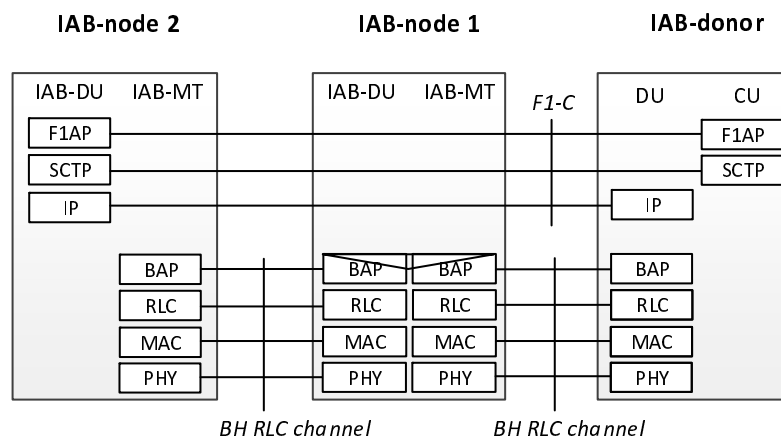 IAB-node 2 IAB-node 1 IAB-donor
IAB-DU IAB-MT IAB-DU IAB-MT F1-C DU CU
F1AP F1AP
SCTP SCTP
IP IP
BAP BAP BAP BAP
RLC RLC RLC RLC
MAC MAC MAC MAC
PHY PHY PHY PHY
BH RLC channel BH RLC channel